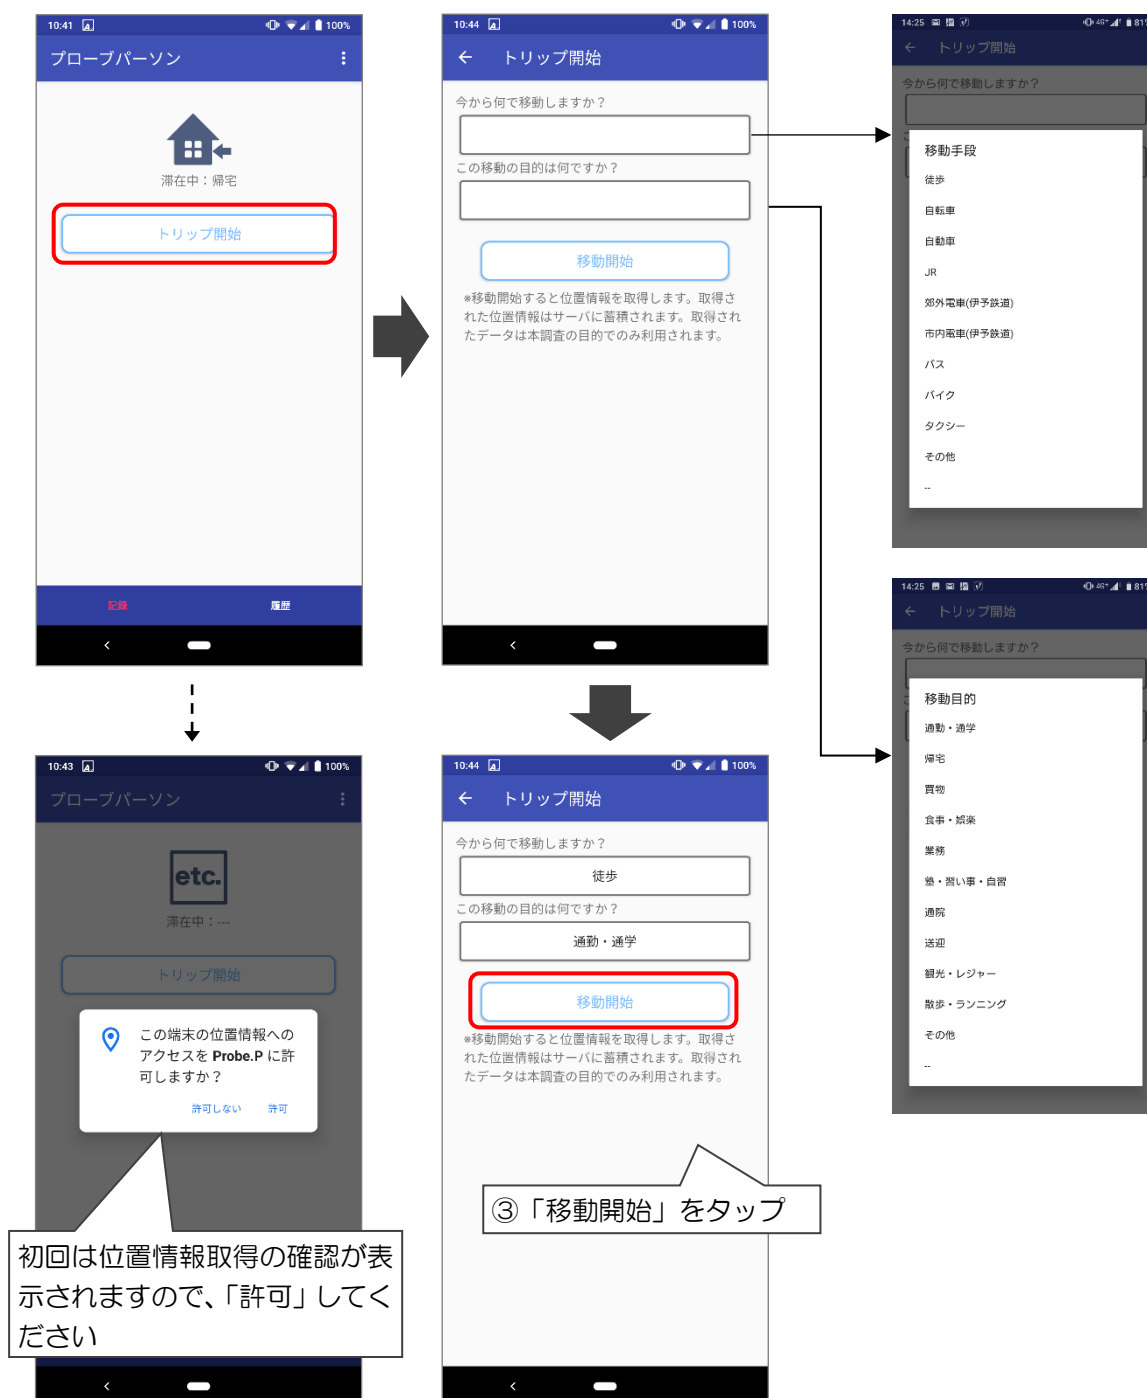 10:41 100%
プローブパーソン
滞在中：帰宅
トリップ開始
記録 履歴
10:44 100%
トリップ開始
今から何で移動しますか？
この移動の目的は何ですか？
移動開始
※移動開始すると位置情報を取得します。取得さ
れた位置情報はサーバに蓄積されます。取得され
たデータは本調査の目的でのみ利用されます。
14:25 4G+ 81%
トリップ開始
今から何で移動しますか？
こ
移動手段
徒歩
自転車
自動車
JR
郊外電車(伊予鉄道)
市内電車(伊予鉄道)
バス
バイク
タクシー
その他
--
14:25 4G+ 81%
トリップ開始
今から何で移動しますか？
こ
移動目的
通勤・通学
帰宅
買物
食事・娯楽
業務
塾・習い事・自習
通院
送迎
観光・レジャー
散歩・ランニング
その他
--
10:43 100%
プローブパーソン
etc.
滞在中：---
トリップ開始
この端末の位置情報への
アクセスを Probe.P に許
可しますか？
許可しない 許可
初回は位置情報取得の確認が表
示されますので、「許可」してく
ださい
10:44 100%
トリップ開始
今から何で移動しますか？
徒歩
この移動の目的は何ですか？
通勤・通学
移動開始
※移動開始すると位置情報を取得します。取得さ
れた位置情報はサーバに蓄積されます。取得され
たデータは本調査の目的でのみ利用されます。
③「移動開始」をタップ